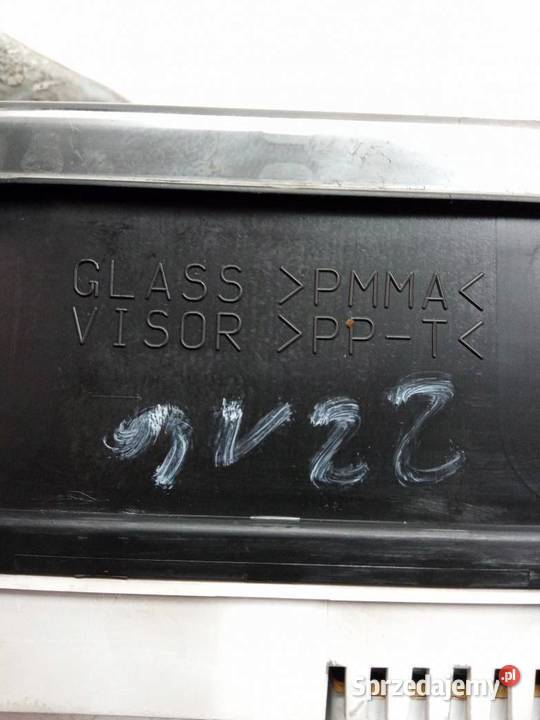 GLASS >PMMA<
VISOR >PP-T<
Sprzedajemy.pl